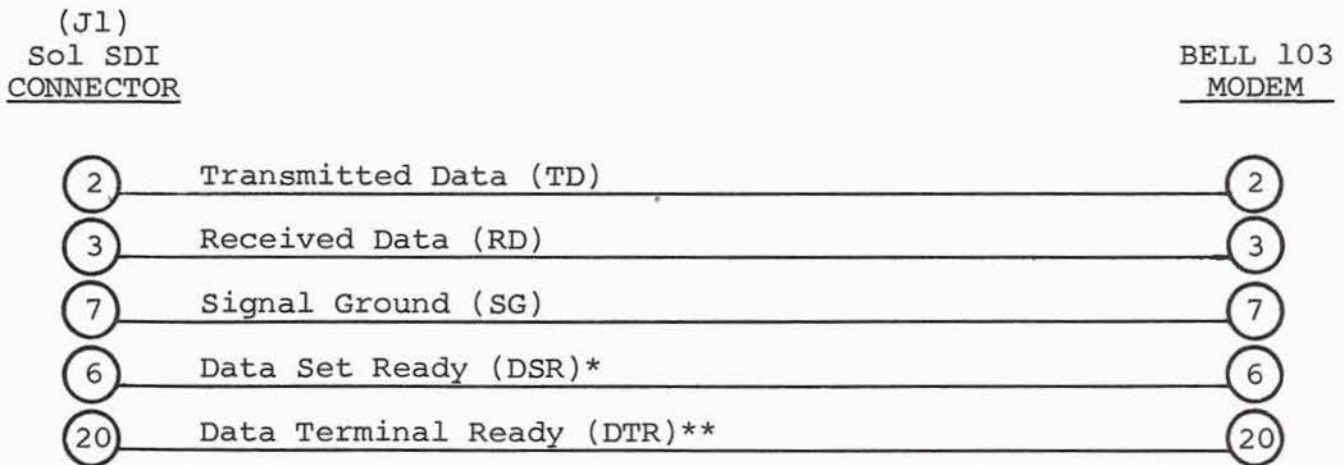 (J1)
Sol SDI
CONNECTOR
BELL 103
MODEM
2 Transmitted Data (TD) 2
3 Received Data (RD) 3
7 Signal Ground (SG) 7
6 Data Set Ready (DSR)* 6
20 Data Terminal Ready (DTR)** 20